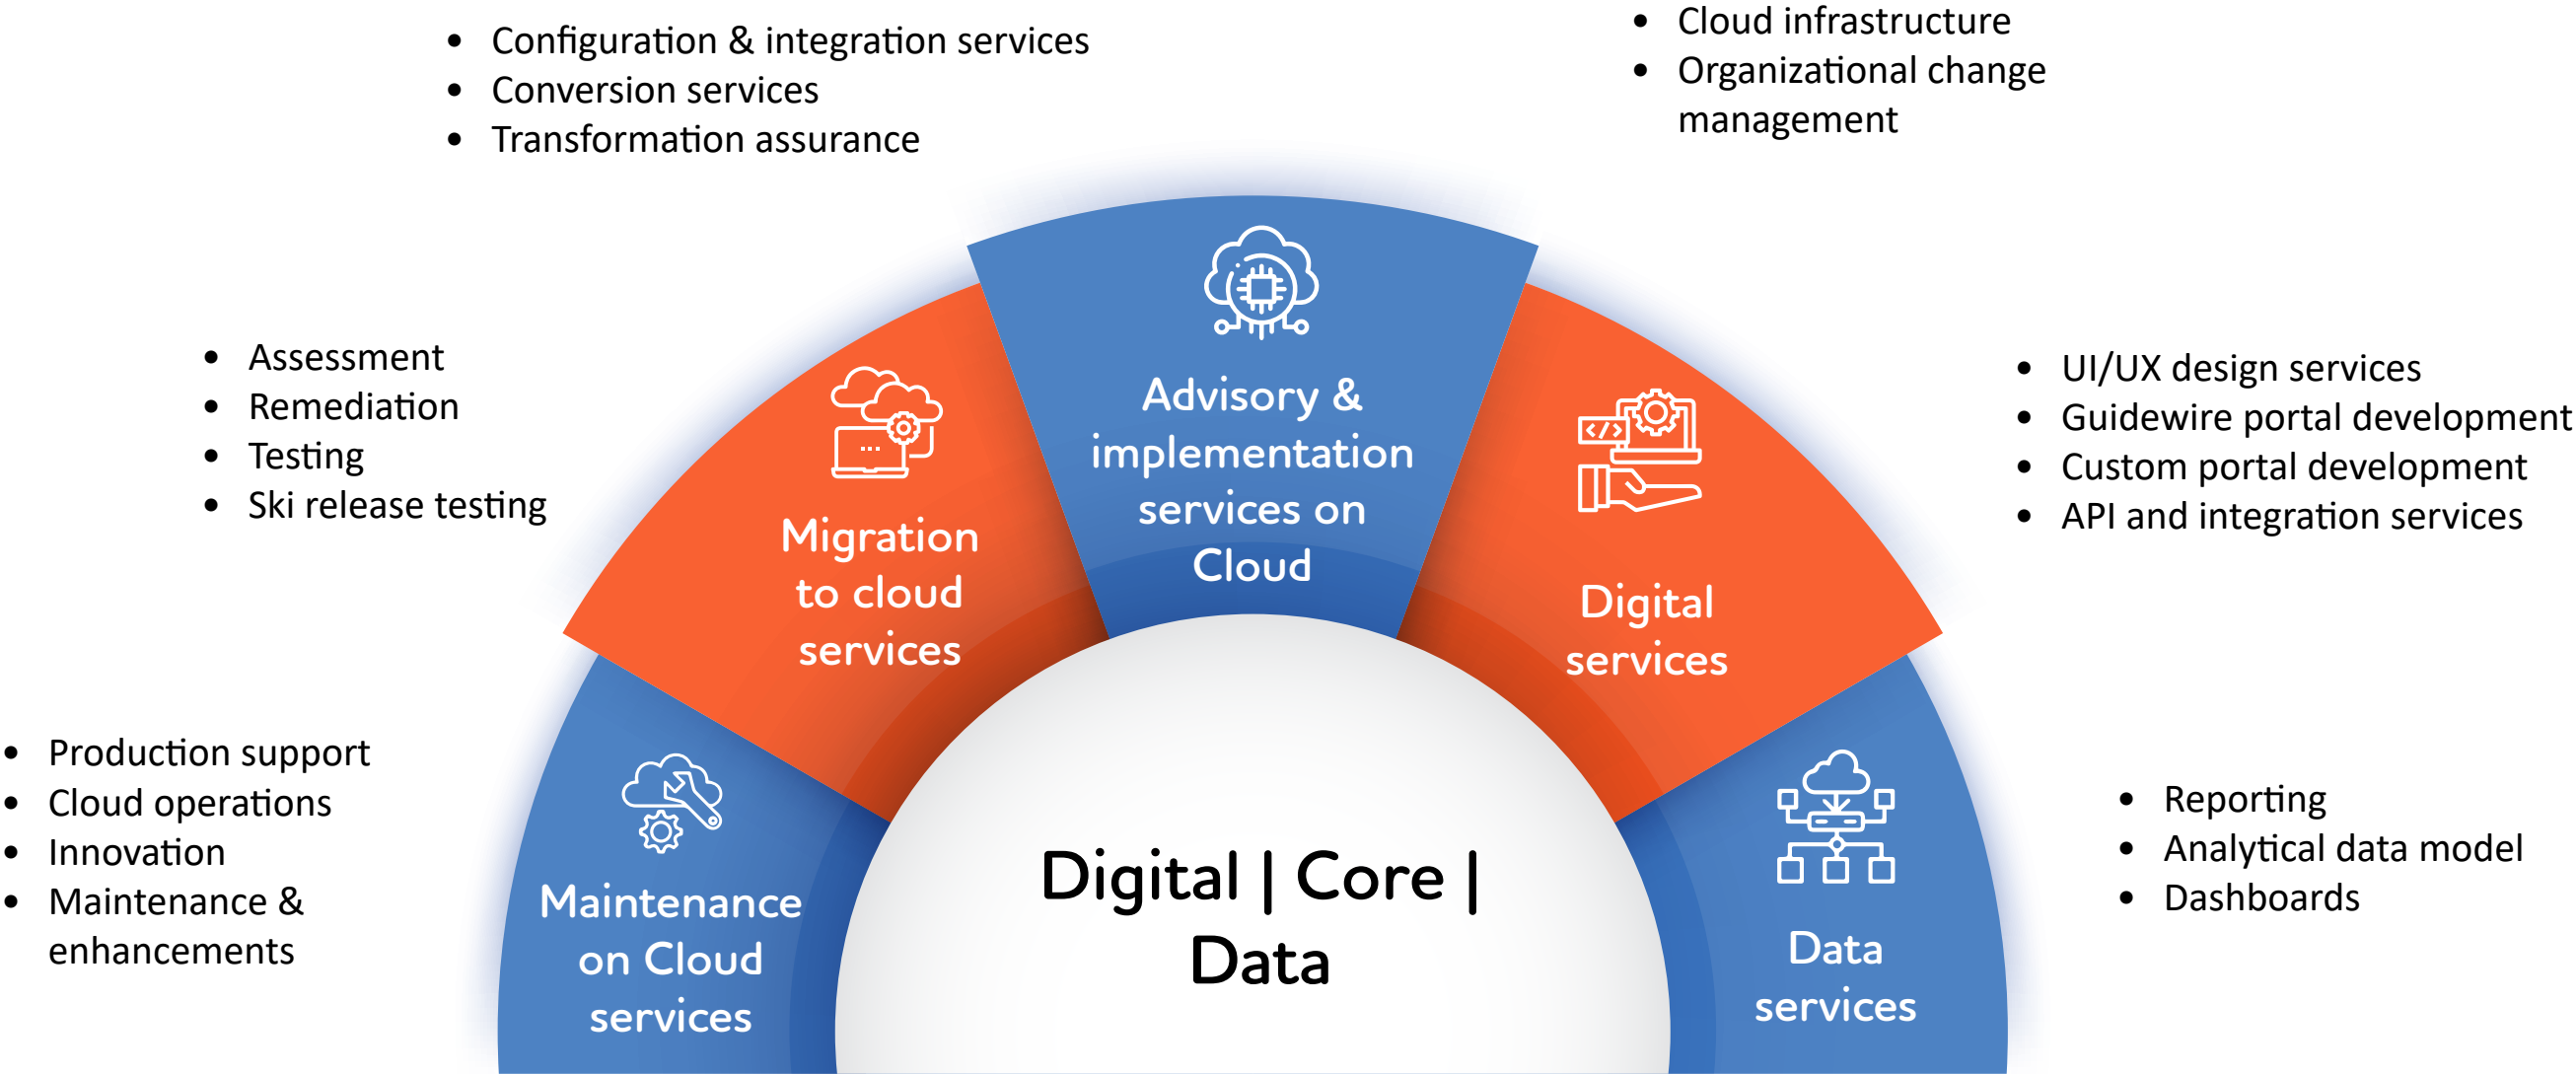 • Configuration & integration services
• Conversion services
• Transformation assurance
• Cloud infrastructure
• Organizational change
management
• Assessment
• Remediation
• Testing
• Ski release testing
• UI/UX design services
• Guidewire portal development
• Custom portal development
• API and integration services
• Production support
• Cloud operations
• Innovation
• Maintenance &
enhancements
• Reporting
• Analytical data model
• Dashboards
Maintenance
on Cloud
services
Migration
to cloud
services
Advisory &
implementation
services on
Cloud
</>
Digital
services
Data
services
Digital | Core |
Data